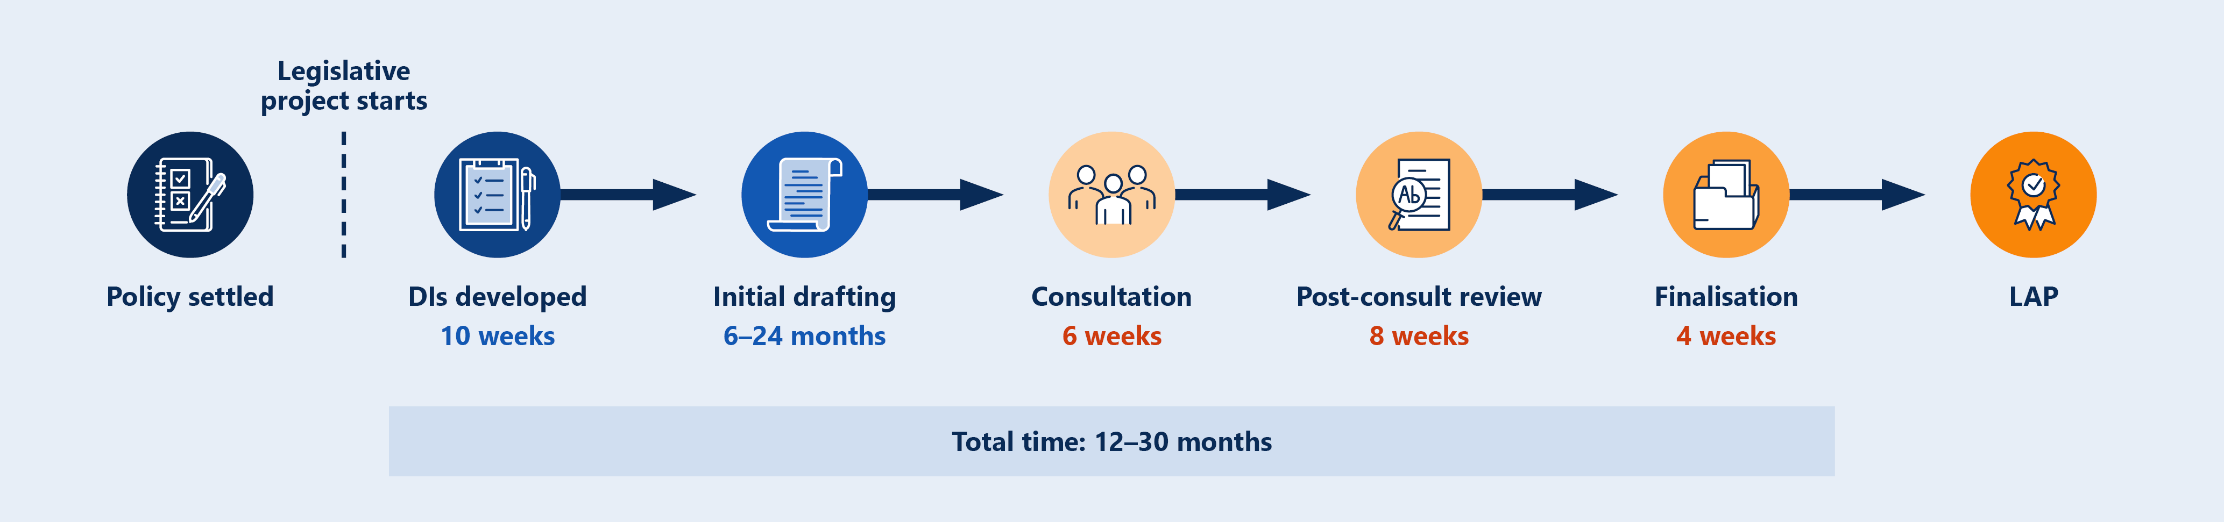 Legislative
project starts
Policy settled
DIs developed
10 weeks
Initial drafting
6–24 months
Consultation
6 weeks
Ab
Post-consult review
8 weeks
Finalisation
4 weeks
LAP
Total time: 12–30 months